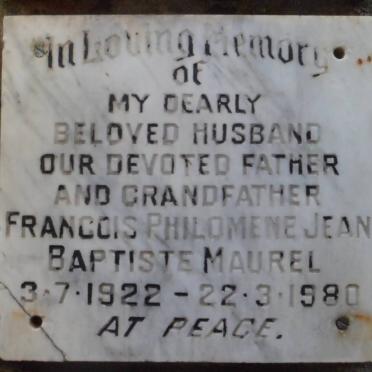 In Loving Memory
of
MY DEARLY
BELOVED HUSBAND
OUR DEVOTED FATHER
AND GRANDFATHER
FRANCOIS PHILOMENE JEAN
BAPTISTE MAUREL
3·7·1922 - 22·3·1980
AT PEACE.